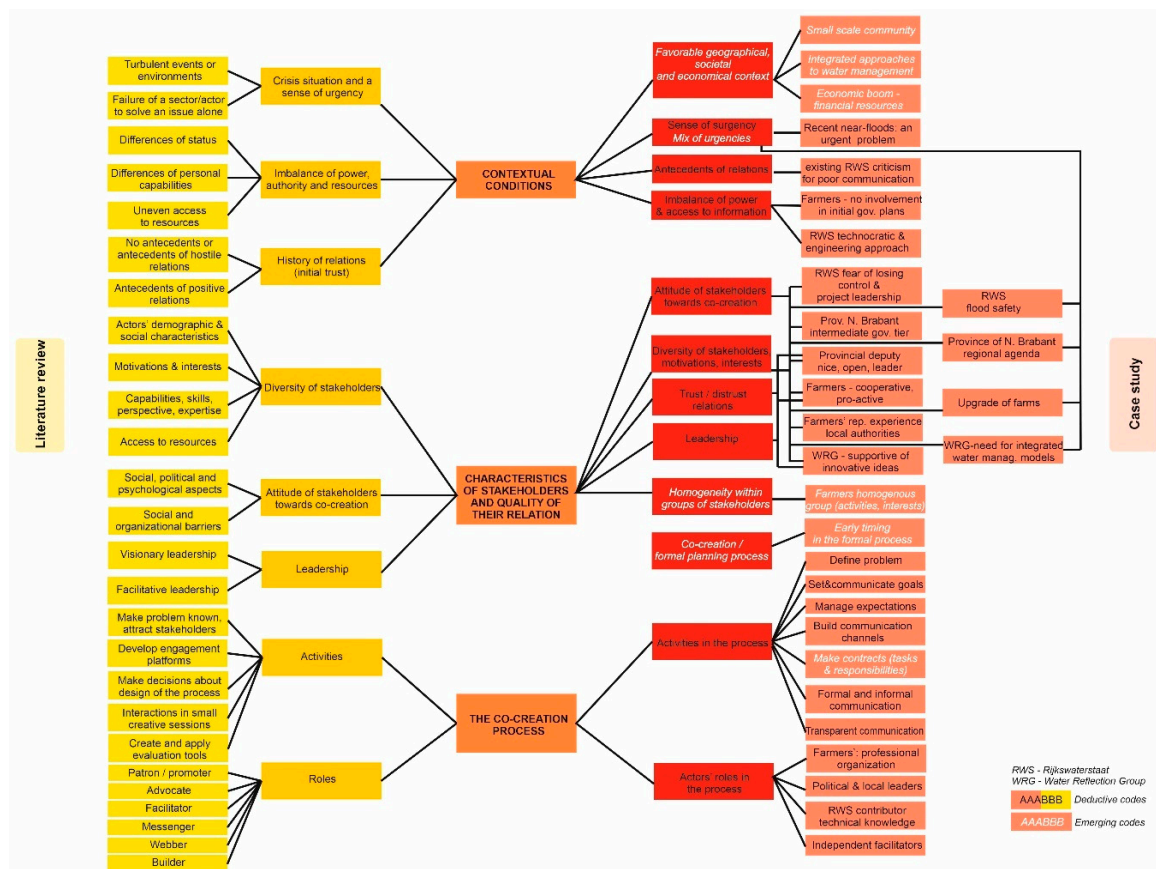 Literature review
Turbulent events or
environments
Failure of a sector/actor
to solve an issue alone
Differences of status
Differences of personal
capabilities
Uneven access
to resources
No antecedents or
antecedents of hostile
relations
Antecedents of positive
relations
Actors' demographic &
social characteristics
Motivations & interests
Capabilities, skills,
perspective, expertise
Access to resources
Social, political and
psychological aspects
Social and
organizational barriers
Visionary leadership
Facilitative leadership
Make problem known,
attract stakeholders
Develop engagement
platforms
Make decisions about
design of the process
Interactions in small
creative sessions
Create and apply
evaluation tools
Patron / promoter
Advocate
Facilitator
Messenger
Webber
Builder
Crisis situation and a
sense of urgency
Imbalance of power,
authority and resources
History of relations
(initial trust)
Diversity of stakeholders
Attitude of stakeholders
towards co-creation
Leadership
Activities
Roles
CONTEXTUAL
CONDITIONS
CHARACTERISTICS
OF STAKEHOLDERS
AND QUALITY OF
THEIR RELATION
THE CO-CREATION
PROCESS
Favorable geographical,
societal
and economical context
Sense of surgency
Mix of urgencies
Antecedents of relations
Imbalance of power
& access to information
Attitude of stakeholders
towards co-creation
Diversity of stakeholders,
motivations, interests
Trust / distrust
relations
Leadership
Homogeneity within
groups of stakeholders
Co-creation /
formal planning process
Activities in the process
Actors' roles in
the process
Small scale community
Integrated approaches
to water management
Economic boom -
financial resources
Recent near-floods: an
urgent problem
existing RWS criticism
for poor communication
Farmers - no involvement
in initial gov. plans
RWS technocratic &
engineering approach
RWS fear of losing
control &
project leadership
Prov. N. Brabant
intermediate gov. tier
Provincial deputy
nice, open, leader
Farmers - cooperative,
pro-active
Farmers' rep. experience
local authorities
WRG - supportive of
innovative ideas
Farmers homogenous
group (activities, interests)
Early timing
in the formal process
Define problem
Set&communicate goals
Manage expectations
Build communication
channels
Make contracts (tasks
& responsibilities)
Formal and informal
communication
Transparent communication
Farmers': professional
organization
Political & local leaders
RWS contributor
technical knowledge
Independent facilitators
RWS
flood safety
Province of N. Brabant
regional agenda
Upgrade of farms
WRG-need for integrated
water manag. models
Case study
RWS - Rijkswaterstaat
WRG - Water Reflection Group
AAABBB Deductive codes
AAABBB Emerging codes